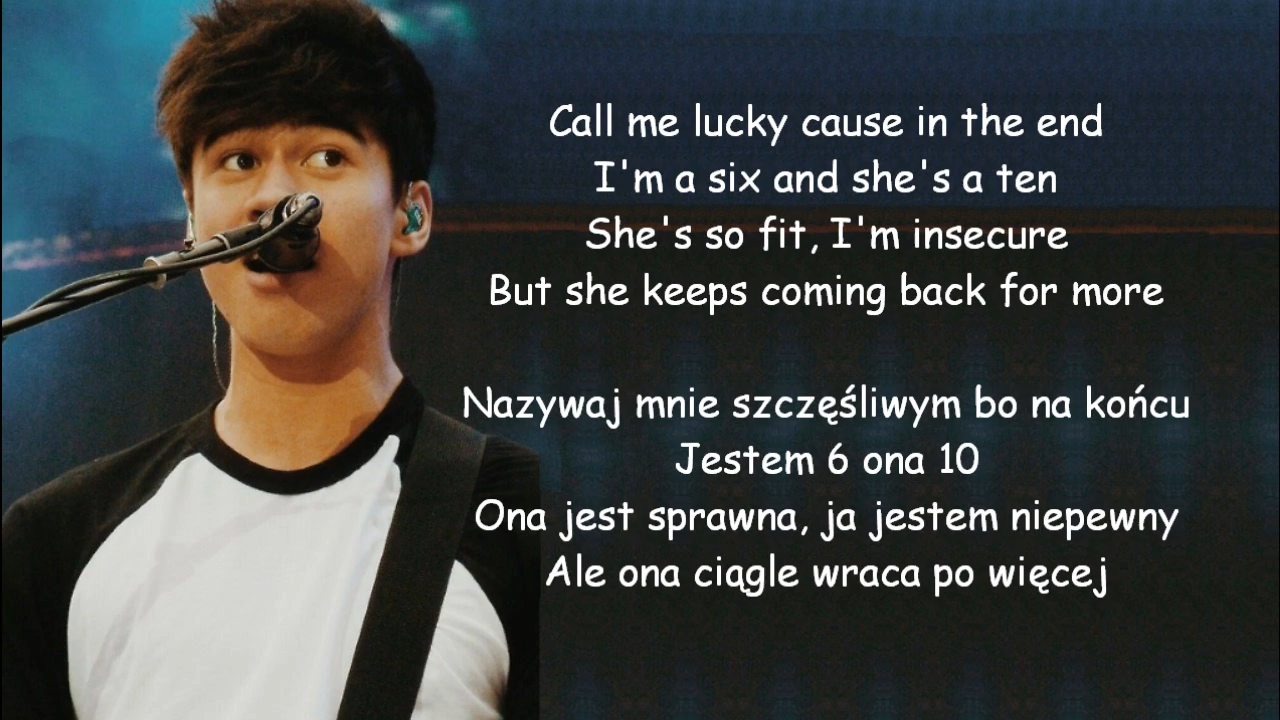 Call me lucky cause in the end
I'm a six and she's a ten
She's so fit, I'm insecure
But she keeps coming back for more
Nazywaj mnie szczęśliwym bo na końcu
Jestem 6 ona 10
Ona jest sprawna, ja jestem niepewny
Ale ona ciągle wraca po więcej